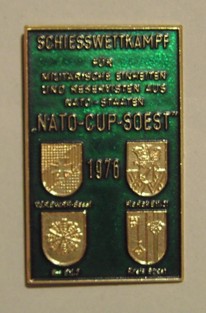 SCHIESSWETTKAMPF
FÜR
MILITÄRISCHE EINHEITEN
UND RESERVISTEN AUS
NATO-STAATEN
„NATO-CUP-SOEST"
1976
Kreis Soest